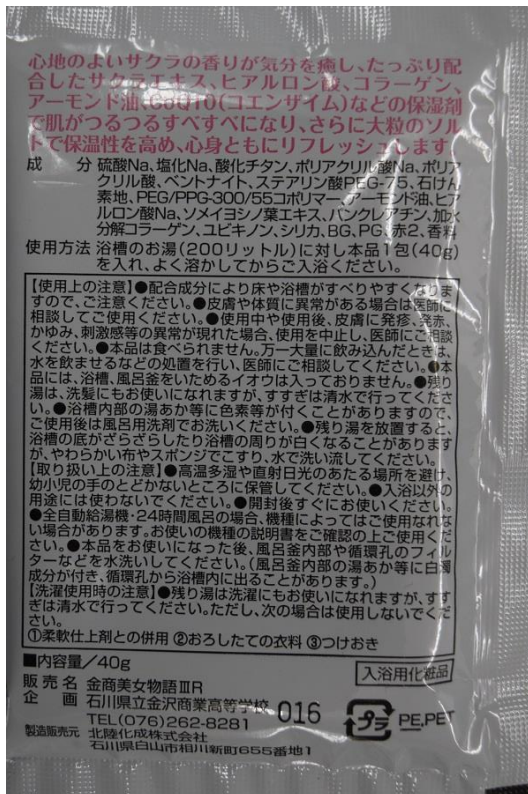 心地のよいサクラの香りが気分を癒し、たっぷり配
合したサクラエキス、ヒアルロン酸、コラーゲン、
アーモンド油、CoQ10(コエンザイム)などの保湿剤
で肌がつるつるすべすべになり、さらに大粒のソル
トで保温性を高め、心身ともにリフレッシュします。
成 分 硫酸Na、塩化Na、酸化チタン、ポリアクリル酸Na、ポリア
クリル酸、ベントナイト、ステアリン酸PEG-75、石けん
素地、PEG/PPG-300/55コポリマー、アーモンド油、ヒア
ルロン酸Na、ソメイヨシノ葉エキス、パンクレアチン、加水
分解コラーゲン、ユビキノン、シリカ、BG、PG、赤2、香料
使用方法 浴槽のお湯(200リットル)に対し本品1包(40g)
を入れ、よく溶かしてからご入浴ください。
【使用上の注意】●配合成分により床や浴槽がすべりやすくなりま
すので、ご注意ください。●皮膚や体質に異常がある場合は医師に
相談してご使用ください。●使用中や使用後、皮膚に発疹、発赤、
かゆみ、刺激感等の異常が現れた場合、使用を中止し、医師にご相談
ください。●本品は食べられません。万一大量に飲み込んだときは、
水を飲ませるなどの処置を行い、医師にご相談してください。●本
品には、浴槽、風呂釜をいためるイオウは入っておりません。●残り
湯は、洗髪にもお使いになれますが、すすぎは清水で行ってくださ
い。●浴槽内部の湯あか等に色素等が付くことがありますので、
ご使用後は風呂用洗剤でお洗いください。●残り湯を放置すると、
浴槽の底がざらざらしたり浴槽の周りが白くなることがあります
が、やわらかい布やスポンジでこすり、水で洗い流してください。
【取り扱い上の注意】●高温多湿や直射日光のあたる場所を避け、
幼小児の手のとどかないところに保管してください。●入浴以外の
用途には使わないでください。●開封後すぐにお使いください。
●全自動給湯機・24時間風呂の場合、機種によってはご使用なれな
い場合があります。お使いの機種の説明書をご確認の上ご使用くだ
さい。●本品をお使いになった後、風呂釜内部や循環孔のフィル
ターなどを水洗いしてください。(風呂釜内部の湯あか等に白濁
成分が付き、循環孔から浴槽内に出ることがあります。)
【洗濯使用時の注意】●残り湯は洗濯にもお使いになれますが、すす
ぎは清水で行ってください。ただし、次の場合は使用しないでくだ
さい。
①柔軟仕上剤との併用 ②おろしたての衣料 ③つけおき
■内容量/40g
入浴用化粧品
販売名 金商美女物語ⅢR
企 画 石川県立金沢商業高等学校 016
TEL(076)262-8281
プラ PE,PET
製造販売元 北陸化成株式会社
石川県白山市相川新町655番地1